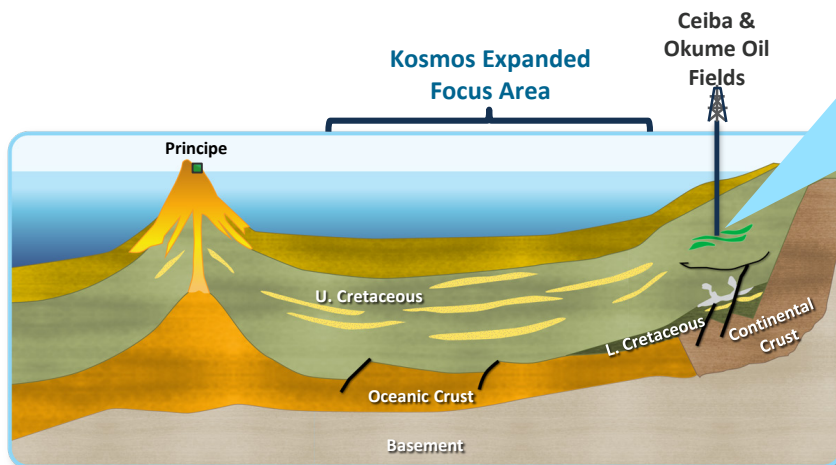 Ceiba &
Okume Oil
Fields
Kosmos Expanded
Focus Area
Principe
U. Cretaceous
L. Cretaceous
Continental
Crust
Oceanic Crust
Basement